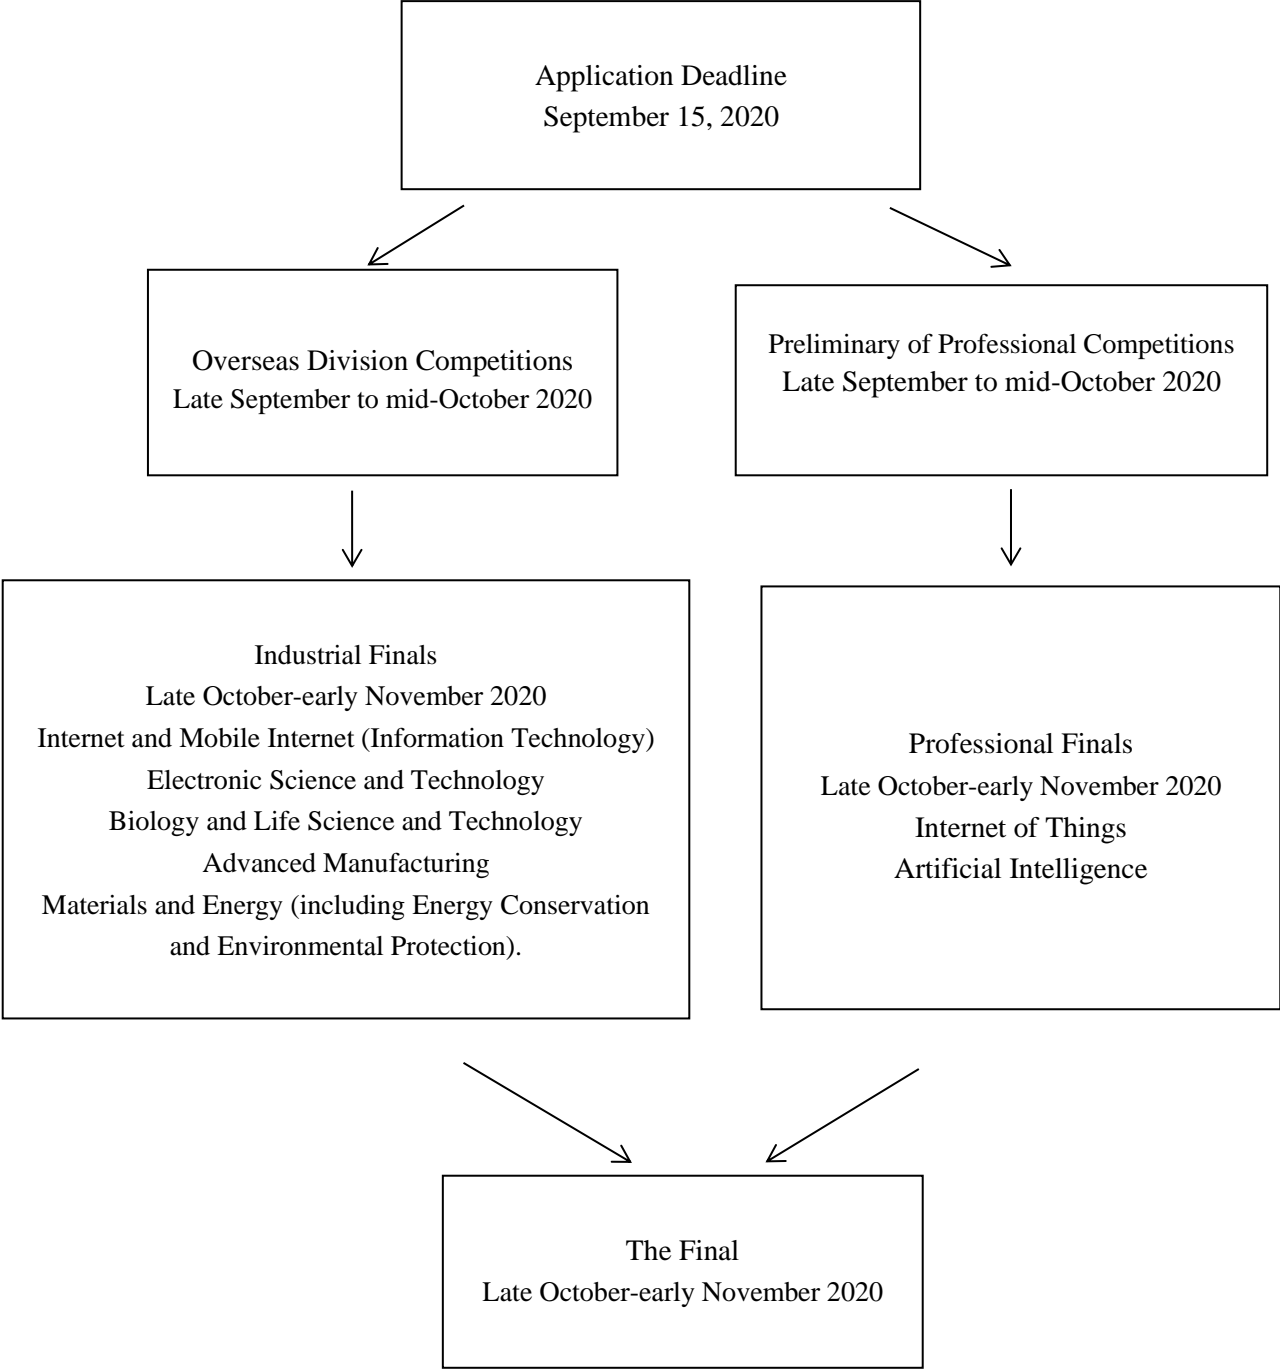 Application Deadline
September 15, 2020
Overseas Division Competitions
Late September to mid-October 2020
Preliminary of Professional Competitions
Late September to mid-October 2020
Industrial Finals
Late October-early November 2020
Internet and Mobile Internet (Information Technology)
Electronic Science and Technology
Biology and Life Science and Technology
Advanced Manufacturing
Materials and Energy (including Energy Conservation
and Environmental Protection).
Professional Finals
Late October-early November 2020
Internet of Things
Artificial Intelligence
The Final
Late October-early November 2020